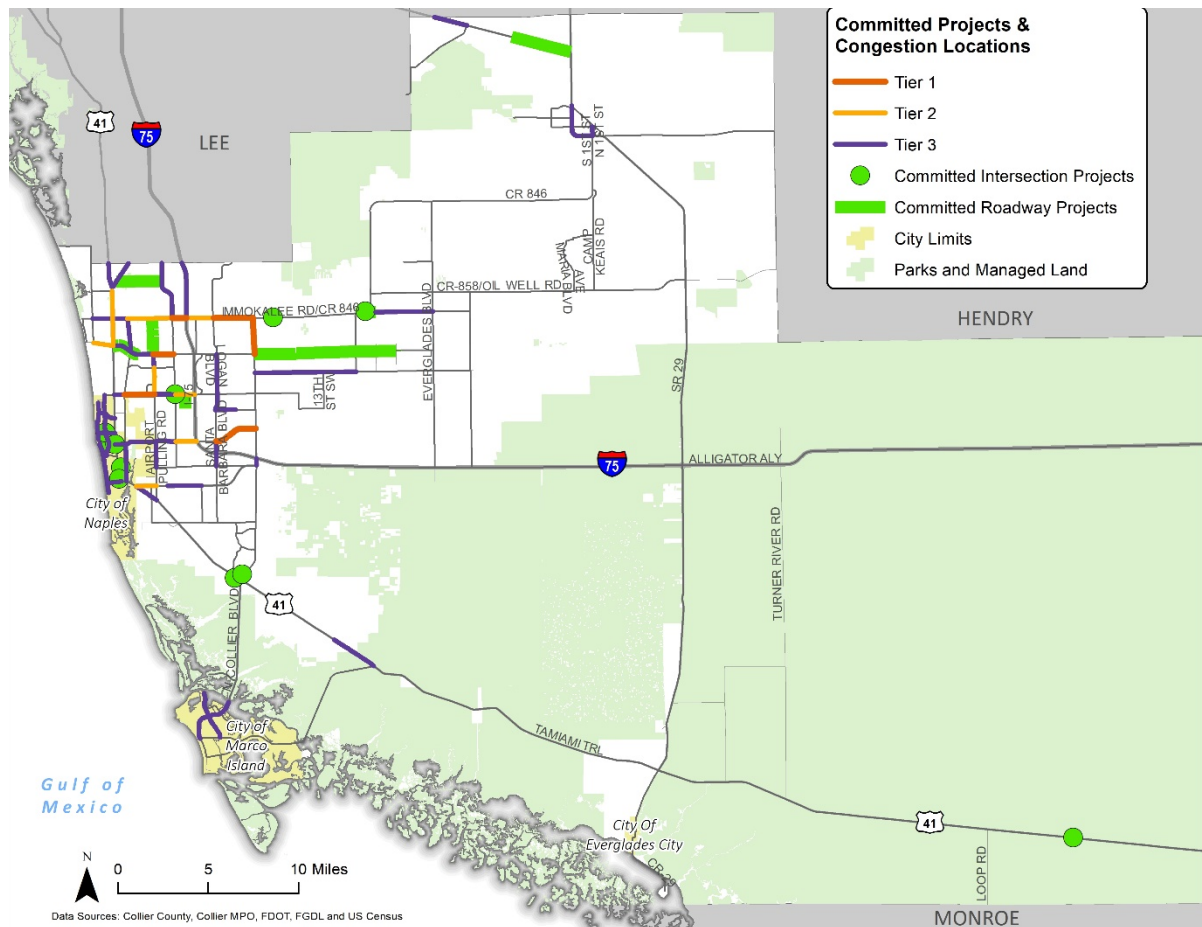 Committed Projects &
Congestion Locations
Tier 1
Tier 2
Tier 3
Committed Intersection Projects
Committed Roadway Projects
City Limits
Parks and Managed Land
41
75
LEE
S 1ST ST
N 1ST ST
CR 846
CAMP
KEAIS RD
AVE
MARIA BLVD
CR-858/OIL WELL RD
IMMOKALEE RD/CR 846
EVERGLADES BLVD
HENDRY
LOGAN
BLVD
I-75
13TH
ST SW
SR 29
AIRPORT
PULLING RD
SANTA
BARBARA BLVD
75
ALLIGATOR ALY
City of
Naples
TURNER RIVER RD
N COLLIER BLVD
41
TAMIAMI TRL
City of
Marco
Island
Gulf of
Mexico
City Of
Everglades City
41
CR 29
LOOP RD
N
0 5 10 Miles
Data Sources: Collier County, Collier MPO, FDOT, FGDL and US Census
MONROE